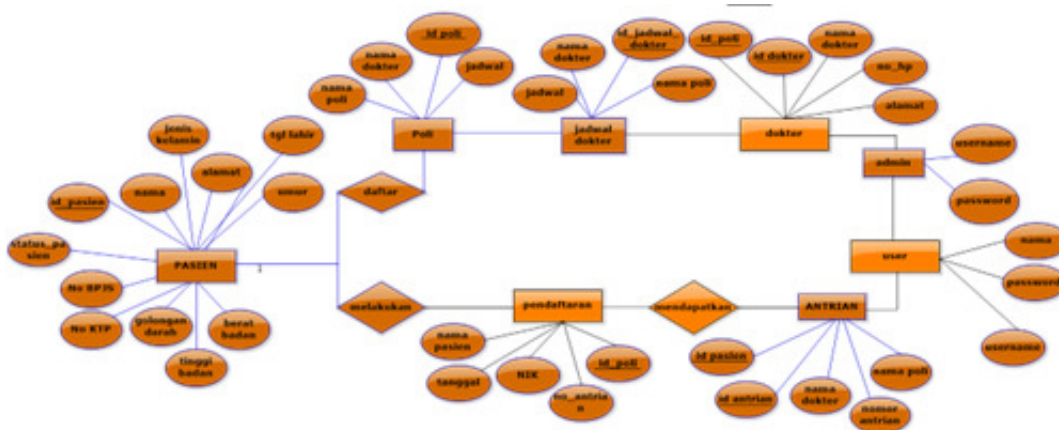 id_poli
nama
dokter
jadwal
nama
poli
nama
dokter
id_jadwal_
dokter
jadwal
nama poli
id_poli
id dokter
nama
dokter
no_hp
alamat
Poli
jadwal
dokter
dokter
admin
username
password
jenis
kelamin
tgl lahir
alamat
nama
umur
id_pasien
status_pa
sien
PASIEN
No BPJS
No KTP
golongan
darah
berat
badan
tinggi
badan
daftar
melakukan
pendaftaran
mendapatkan
ANTRIAN
user
nama
password
username
nama
pasien
tanggal
NIK
no_antria
n
id_poli
id pasien
id antrian
nama
dokter
nomor
antrian
nama poli